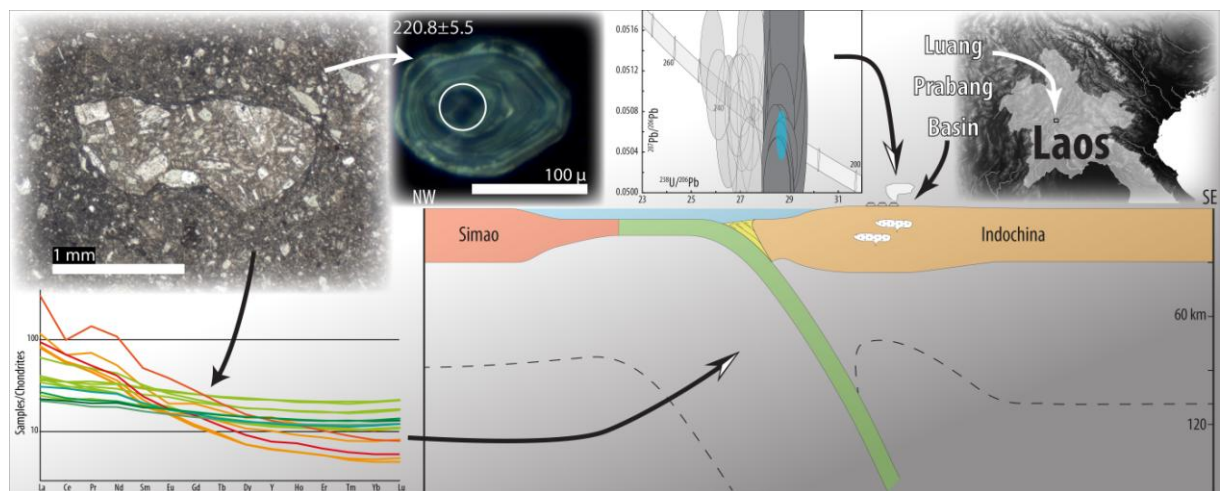 220.8±5.5
1 mm
100 μ
0.0516
0.0512
0.0508
0.0504
0.0500
207Pb/206Pb
260
240
200
238U/206Pb
23
25
27
29
31
Luang
Prabang
Basin
Laos
NW
SE
Simao
Indochina
60 km
120
Samples/Chondrites
100
10
La Ce Pr Nd Sm Eu Gd Tb Dy Y Ho Er Tm Yb Lu